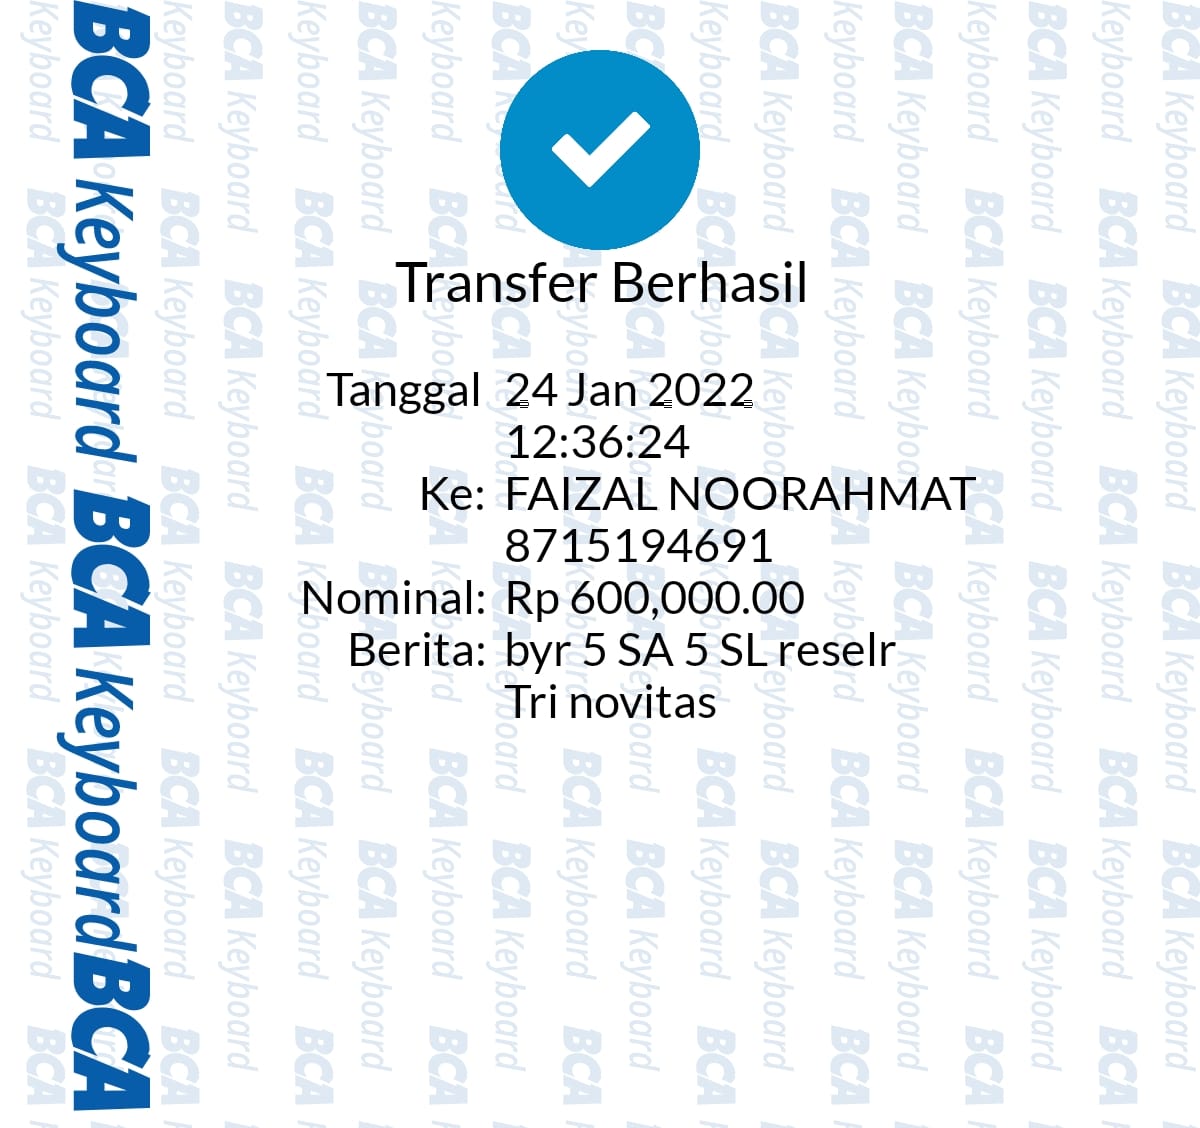 BCA Keyboard BCA Keyboard BCA
Transfer Berhasil
Tanggal 24 Jan 2022
12:36:24
Ke: FAIZAL NOORAHMAT
8715194691
Nominal: Rp 600,000.00
Berita: byr 5 SA 5 SL reselr
Tri novitas